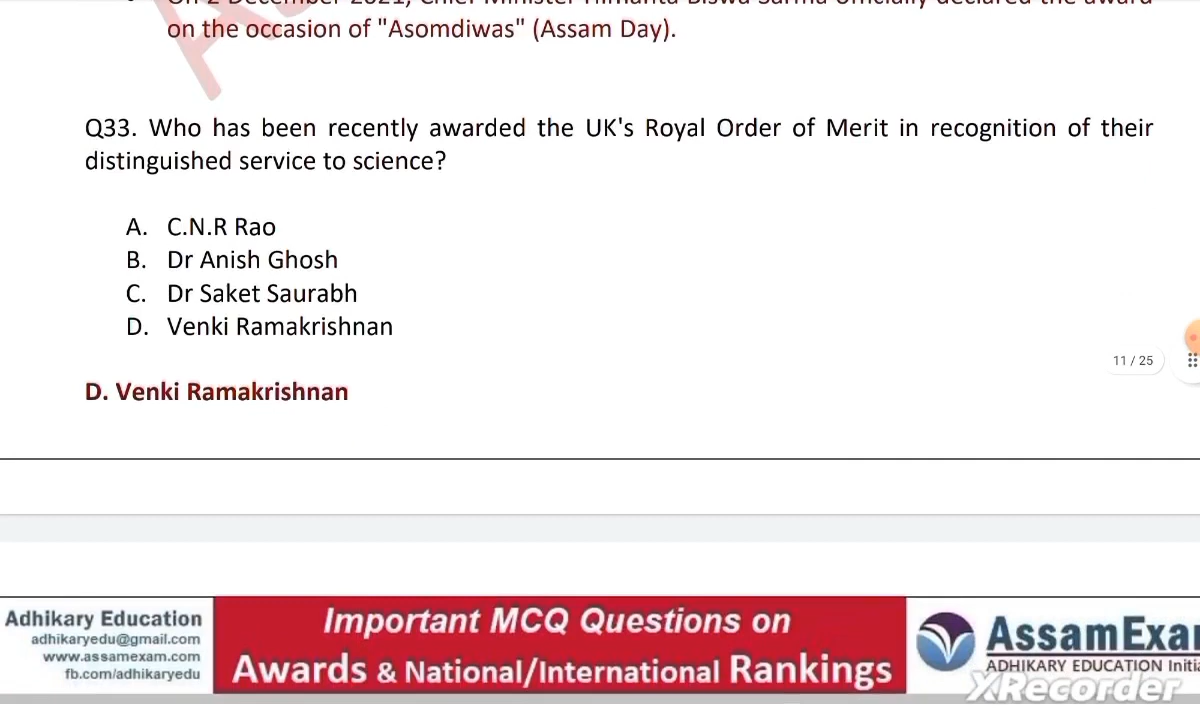 on the occasion of "Asomdiwas" (Assam Day).
Q33. Who has been recently awarded the UK's Royal Order of Merit in recognition of their
distinguished service to science?
A. C.N.R Rao
B. Dr Anish Ghosh
C. Dr Saket Saurabh
D. Venki Ramakrishnan
11 / 25
D. Venki Ramakrishnan
Adhikary Education
adhikaryedu@gmail.com
www.assamexam.com
fb.com/adhikaryedu
Important MCQ Questions on
Awards & National/International Rankings
AssamExa
ADHIKARY EDUCATION Initia
XRecorder